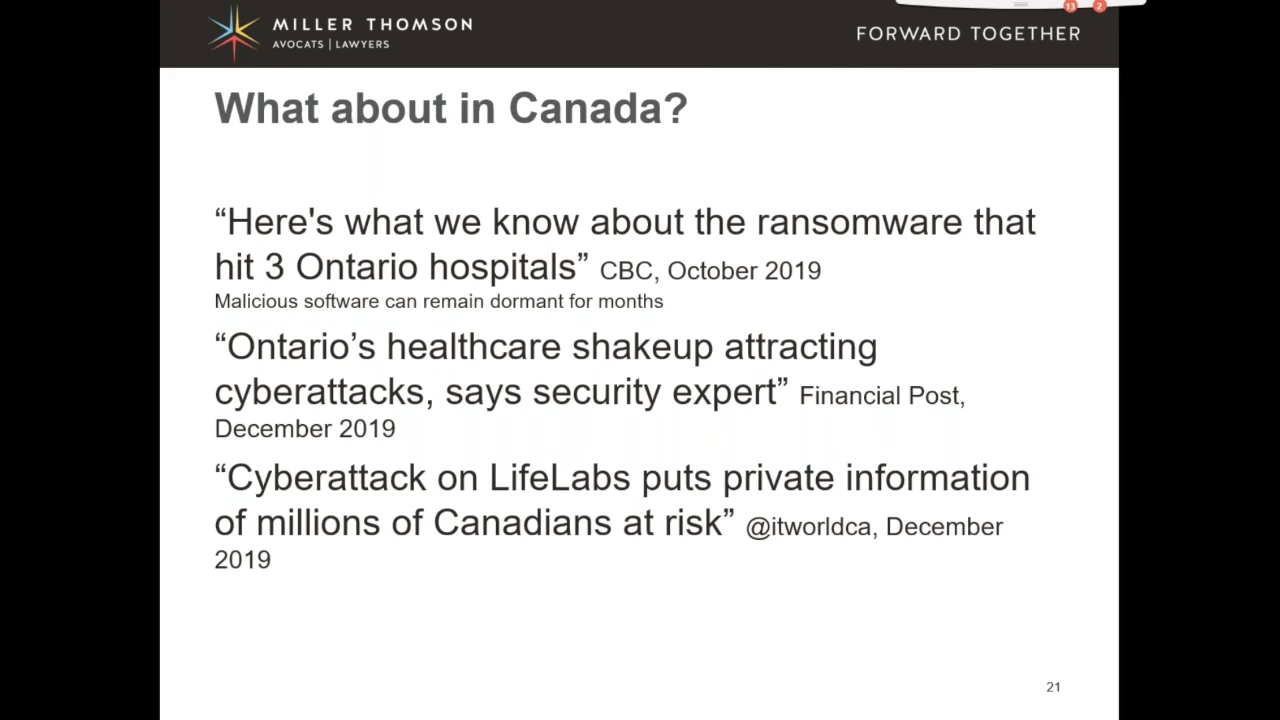 MILLER THOMSON
AVOCATS | LAWYERS
FORWARD TOGETHER
13 2
What about in Canada?
“Here's what we know about the ransomware that
hit 3 Ontario hospitals” CBC, October 2019
Malicious software can remain dormant for months
“Ontario’s healthcare shakeup attracting
cyberattacks, says security expert” Financial Post,
December 2019
“Cyberattack on LifeLabs puts private information
of millions of Canadians at risk” @itworldca, December
2019
21